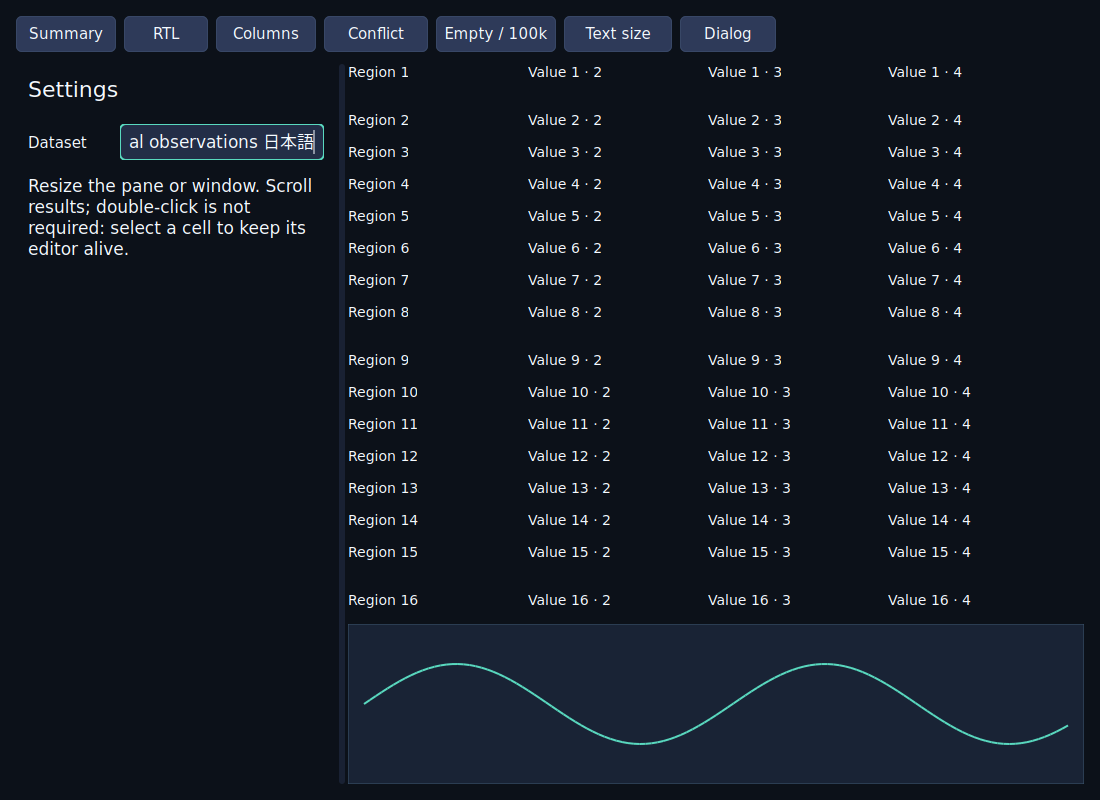 Summary RTL Columns Conflict Empty / 100k Text size Dialog
Settings
Dataset al observations 日本語
Resize the pane or window. Scroll
results; double-click is not
required: select a cell to keep its
editor alive.
Region 1 Value 1 · 2 Value 1 · 3 Value 1 · 4
Region 2 Value 2 · 2 Value 2 · 3 Value 2 · 4
Region 3 Value 3 · 2 Value 3 · 3 Value 3 · 4
Region 4 Value 4 · 2 Value 4 · 3 Value 4 · 4
Region 5 Value 5 · 2 Value 5 · 3 Value 5 · 4
Region 6 Value 6 · 2 Value 6 · 3 Value 6 · 4
Region 7 Value 7 · 2 Value 7 · 3 Value 7 · 4
Region 8 Value 8 · 2 Value 8 · 3 Value 8 · 4
Region 9 Value 9 · 2 Value 9 · 3 Value 9 · 4
Region 10 Value 10 · 2 Value 10 · 3 Value 10 · 4
Region 11 Value 11 · 2 Value 11 · 3 Value 11 · 4
Region 12 Value 12 · 2 Value 12 · 3 Value 12 · 4
Region 13 Value 13 · 2 Value 13 · 3 Value 13 · 4
Region 14 Value 14 · 2 Value 14 · 3 Value 14 · 4
Region 15 Value 15 · 2 Value 15 · 3 Value 15 · 4
Region 16 Value 16 · 2 Value 16 · 3 Value 16 · 4